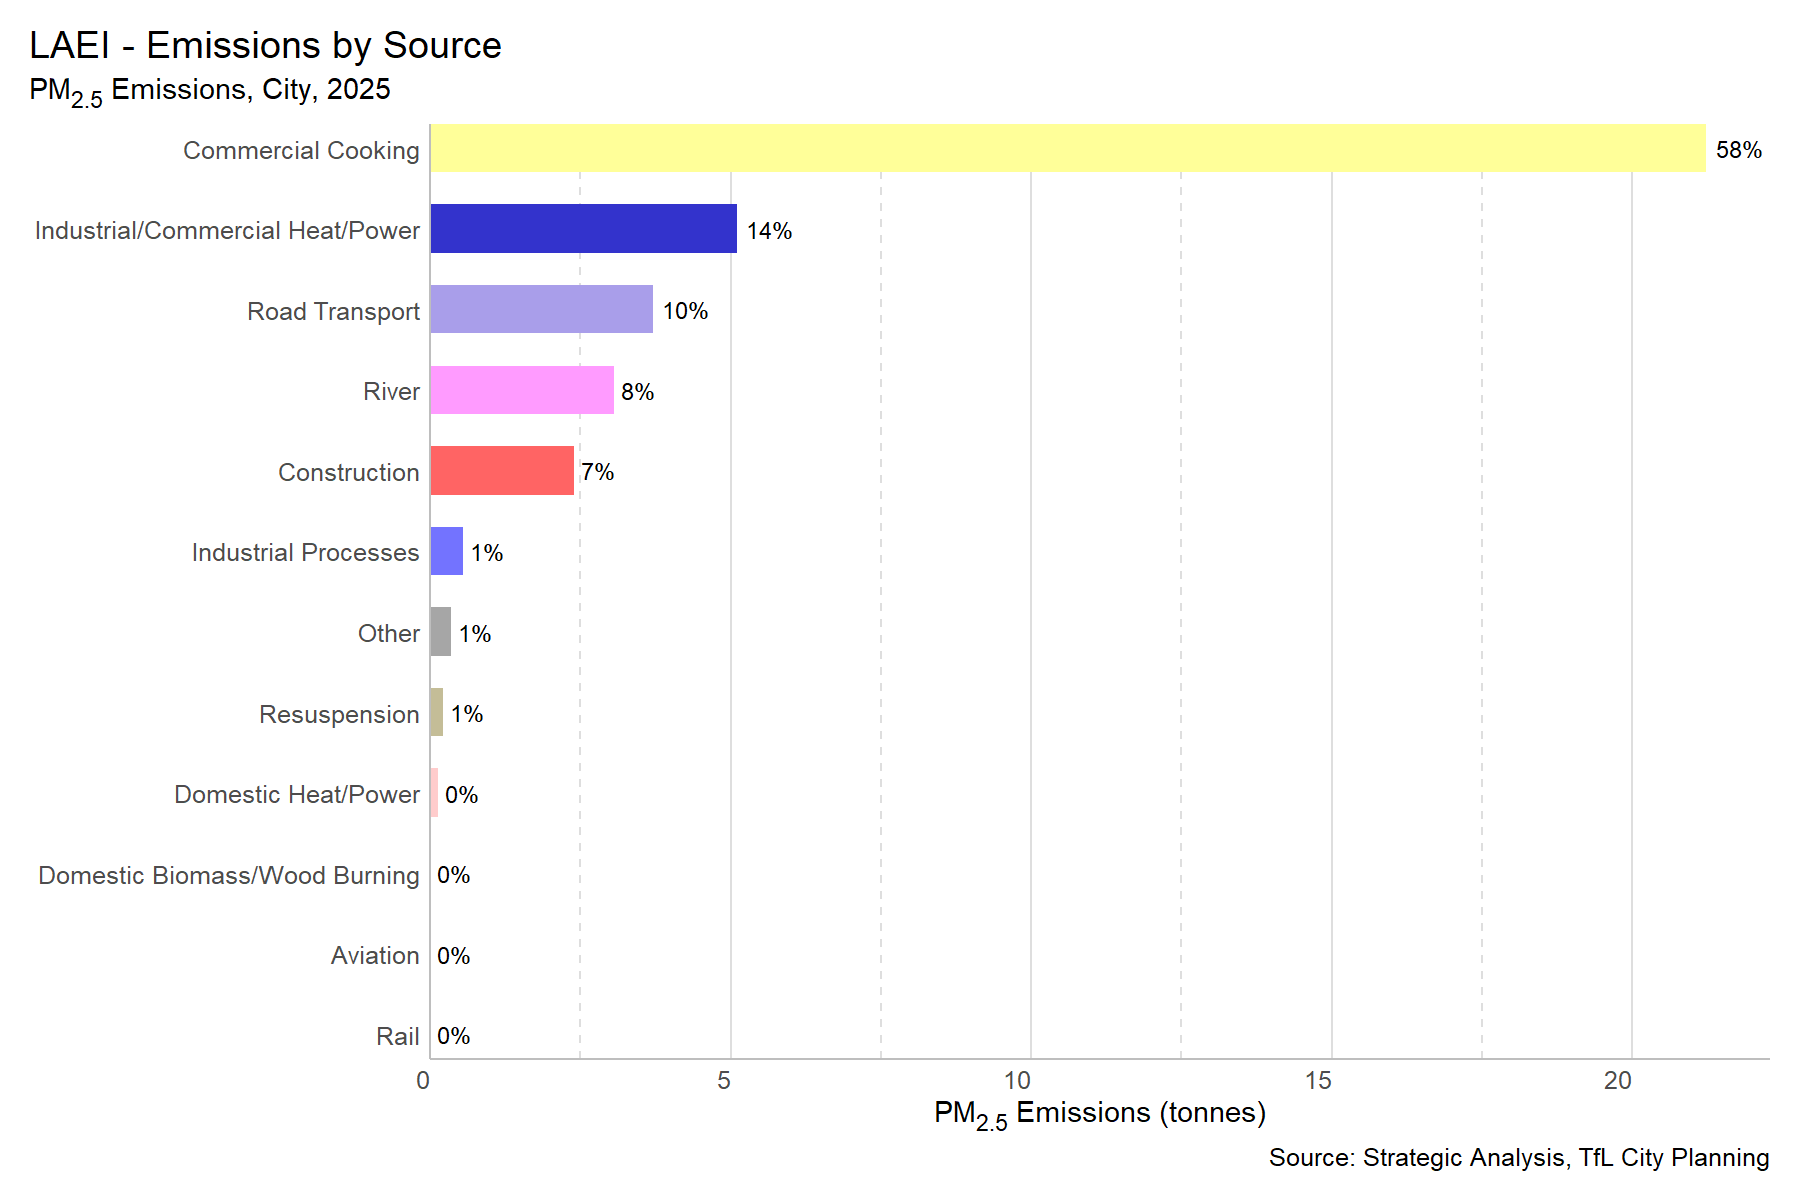 LAEI - Emissions by Source
PM2.5 Emissions, City, 2025
Commercial Cooking 58%
Industrial/Commercial Heat/Power 14%
Road Transport 10%
River 8%
Construction 7%
Industrial Processes 1%
Other 1%
Resuspension 1%
Domestic Heat/Power 0%
Domestic Biomass/Wood Burning 0%
Aviation 0%
Rail 0%
0 5 10 15 20
PM2.5 Emissions (tonnes)
Source: Strategic Analysis, TfL City Planning